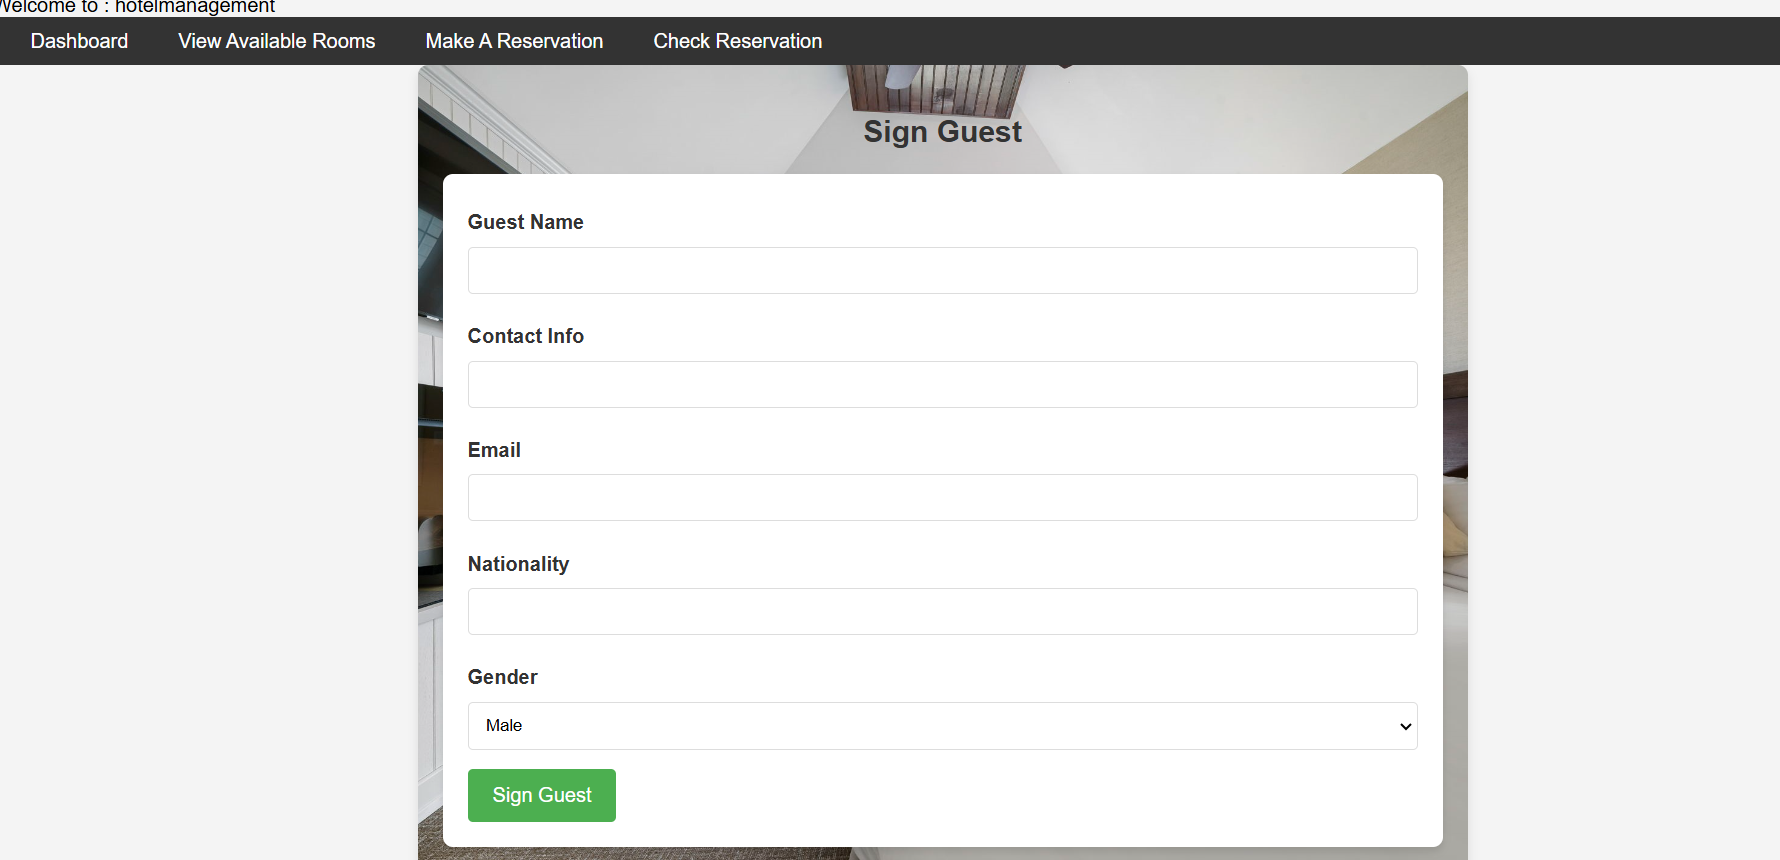 Welcome to : hotelmanagement
Dashboard View Available Rooms Make A Reservation Check Reservation
Sign Guest
Guest Name
Contact Info
Email
Nationality
Gender
Male
Sign Guest